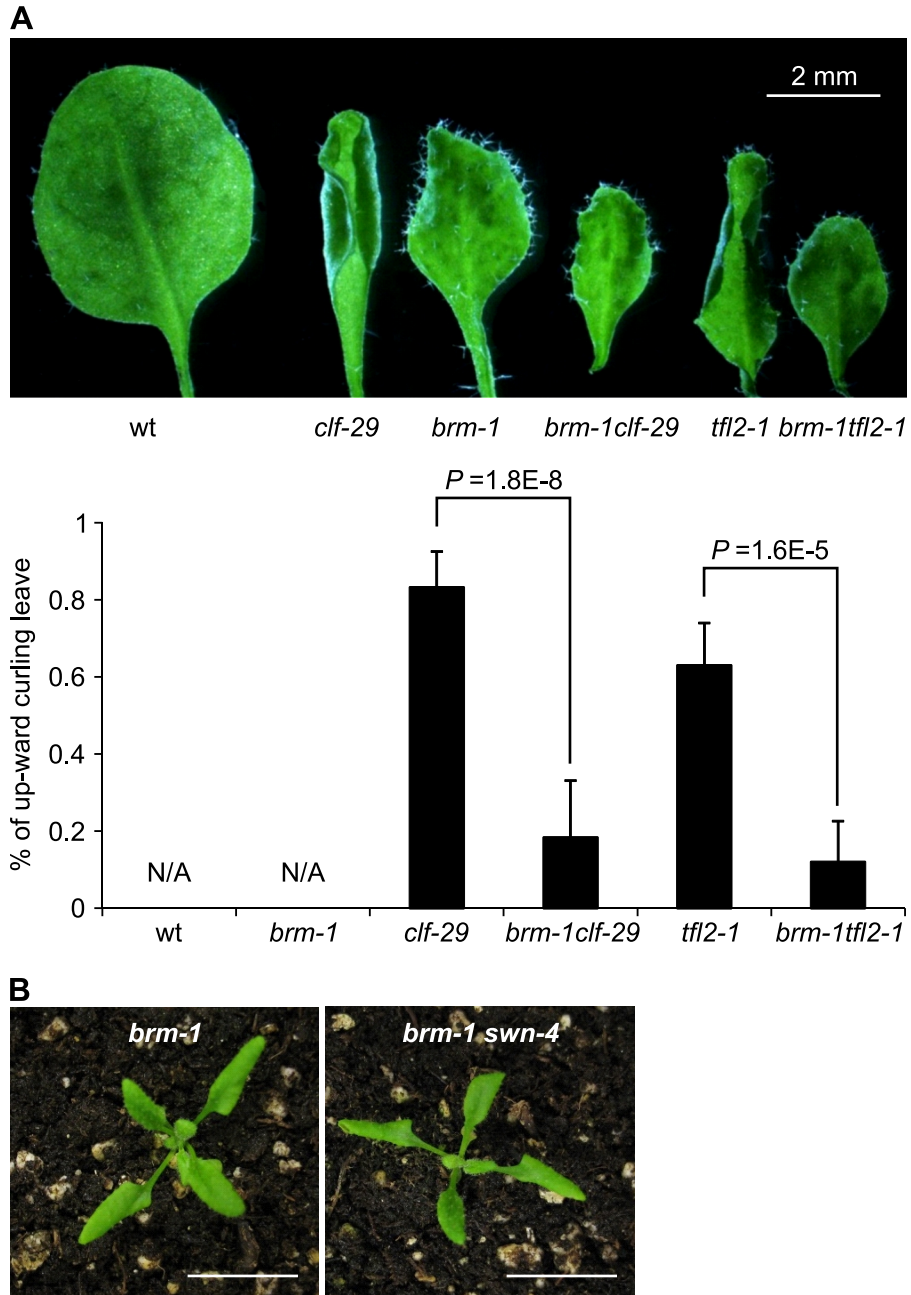 A
2 mm
wt clf-29 brm-1 brm-1clf-29 tfl2-1 brm-1tfl2-1
P =1.8E-8
P =1.6E-5
% of up-ward curling leave
1
0.8
0.6
0.4
0.2
0
N/A N/A
wt brm-1 clf-29 brm-1clf-29 tfl2-1 brm-1tfl2-1
B
brm-1 brm-1 swn-4